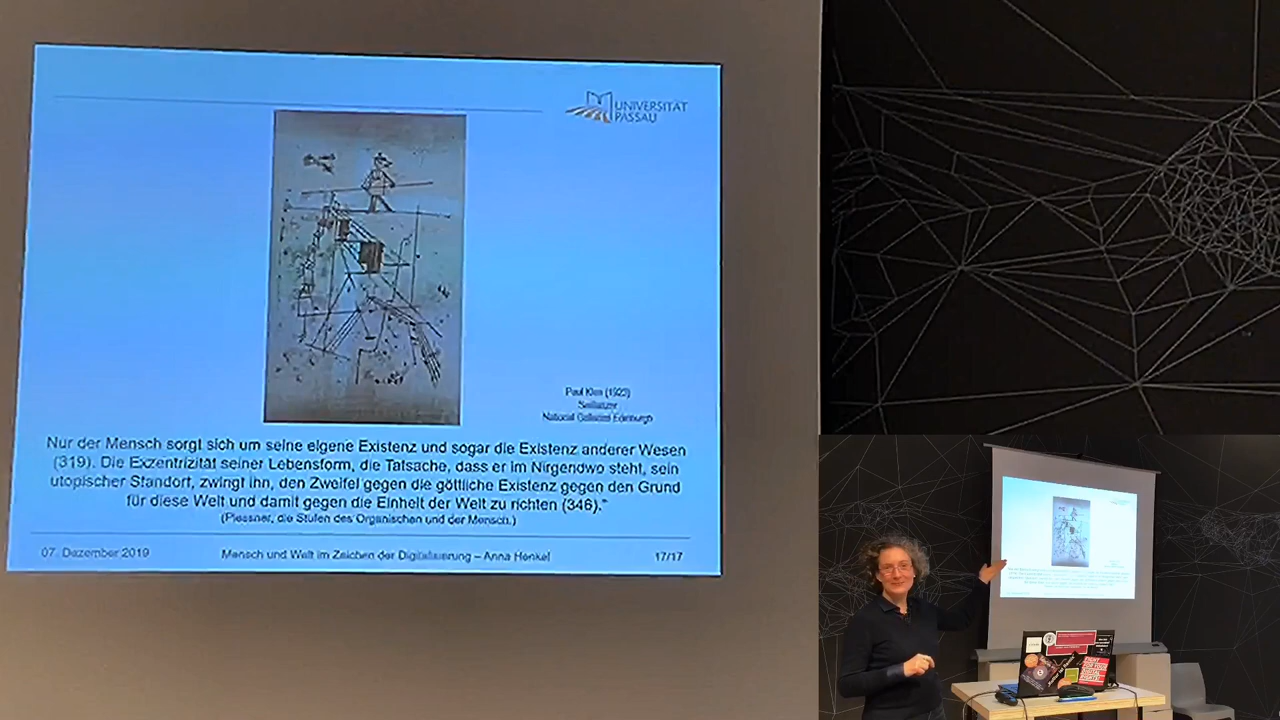 UNIVERSITÄT
PASSAU
Paul Klee (1923)
Seiltänzer
National Galleries Edinburgh
Nur der Mensch sorgt sich um seine eigene Existenz und sogar die Existenz anderer Wesen
(319). Die Exzentrizität seiner Lebensform, die Tatsache, dass er im Nirgendwo steht, sein
utopischer Standort, zwingt ihn, den Zweifel gegen die göttliche Existenz gegen den Grund
für diese Welt und damit gegen die Einheit der Welt zu richten (346)."
(Plessner, die Stufen des Organischen und der Mensch.)
07. Dezember 2019
Mensch und Welt im Zeichen der Digitalisierung – Anna Henkel
17/17